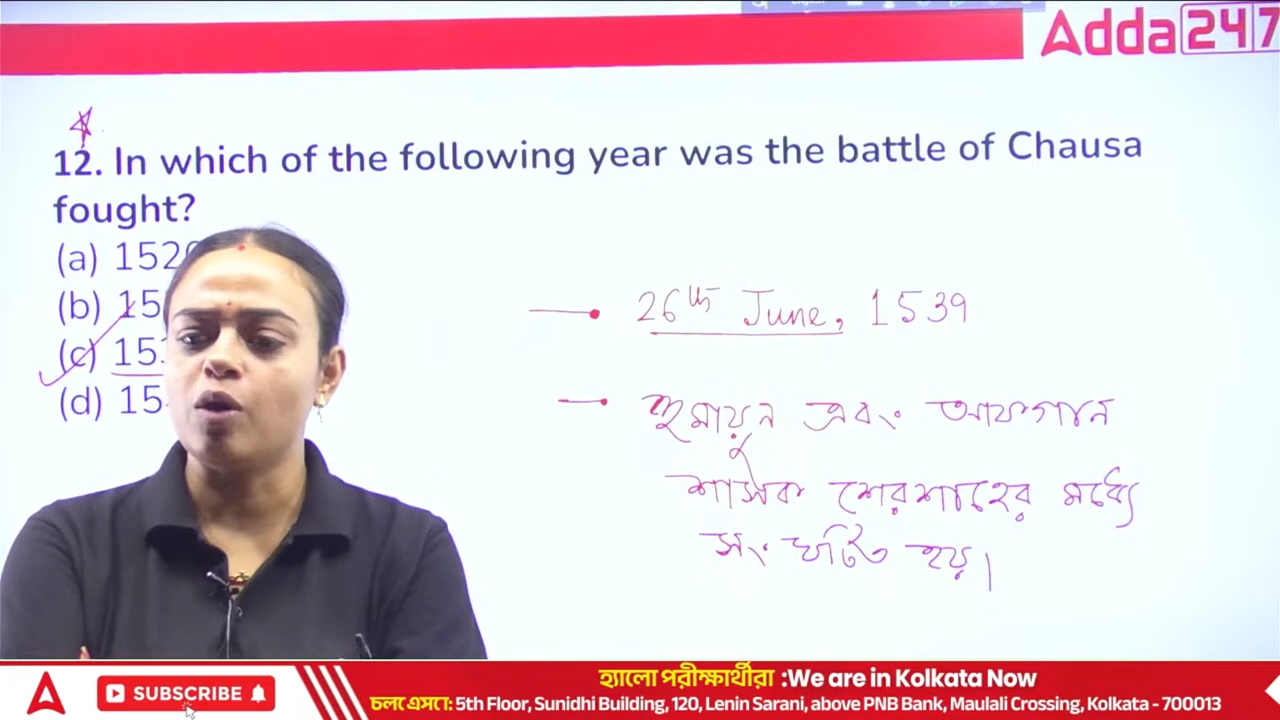 Adda247
12. In which of the following year was the battle of Chausa
fought?
(a) 152
(b) 15
(c) 153
(d) 15
26th June, 1539
হুমায়ুন এবং আফগান
শাসক শেরশাহের মধ্যে
সংঘটিত হয়।
SUBSCRIBE
হ্যালো পরীক্ষার্থীরা :We are in Kolkata Now
চলে এসো: 5th Floor, Sunidhi Building, 120, Lenin Sarani, above PNB Bank, Maulali Crossing, Kolkata - 700013